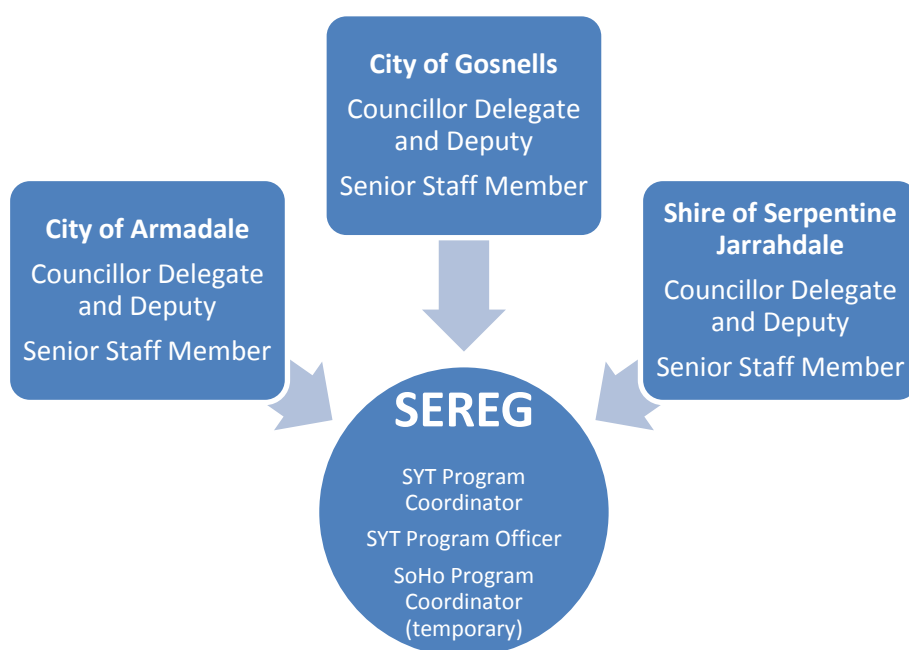 City of Gosnells
Councillor Delegate
and Deputy
Senior Staff Member
City of Armadale
Councillor Delegate
and Deputy
Senior Staff Member
Shire of Serpentine
Jarrahdale
Councillor Delegate
and Deputy
Senior Staff Member
SEREG
SYT Program
Coordinator
SYT Program Officer
SoHo Program
Coordinator
(temporary)